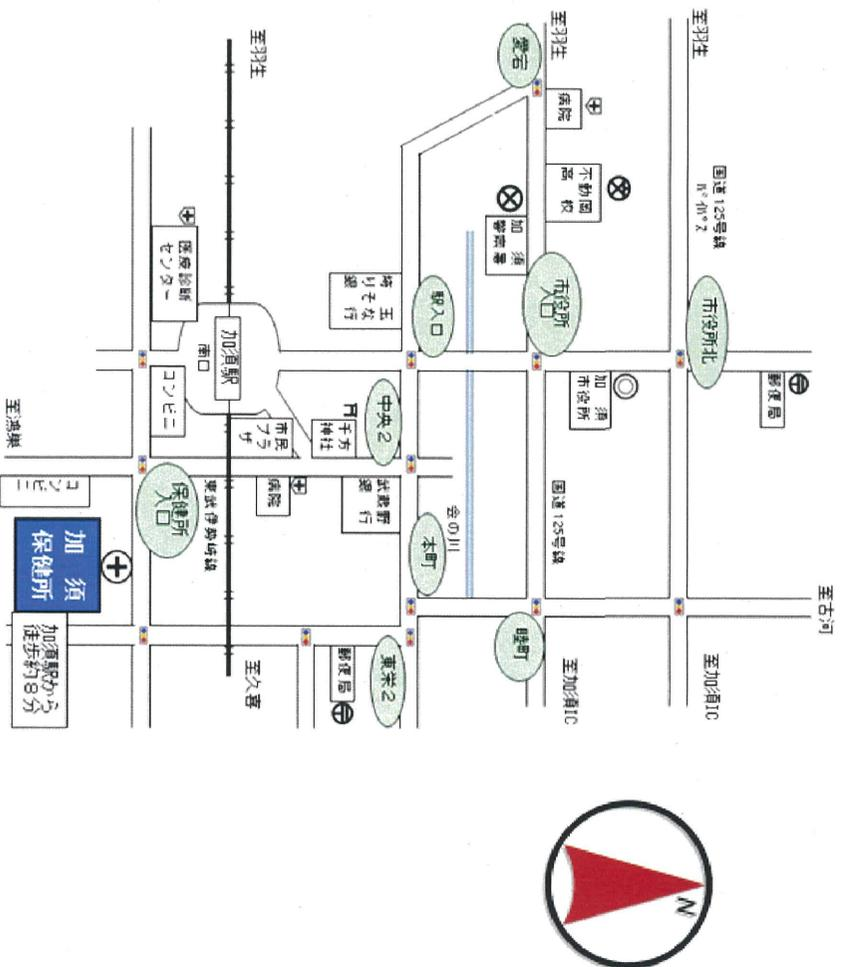 至古河
至羽生
国道125号線
バイパス
市役所北
郵便局
至加須IC
至羽生
病院
不動岡
高校
愛宕
加須
警察署
市役所
入口
加須
市役所
国道125号線
睦町
至加須IC
会の川
駅入口
本町
埼玉
りそな
銀行
中央2
千方
神社
武蔵野
銀行
東栄2
郵便局
市民
プラ
ザ
病院
至羽生
加須駅
南口
東武伊勢崎線
至久喜
医療診断
センター
コンビニ
保健所
入口
至鴻巣
コンビニ
加須
保健所
加須駅から
徒歩約8分
N